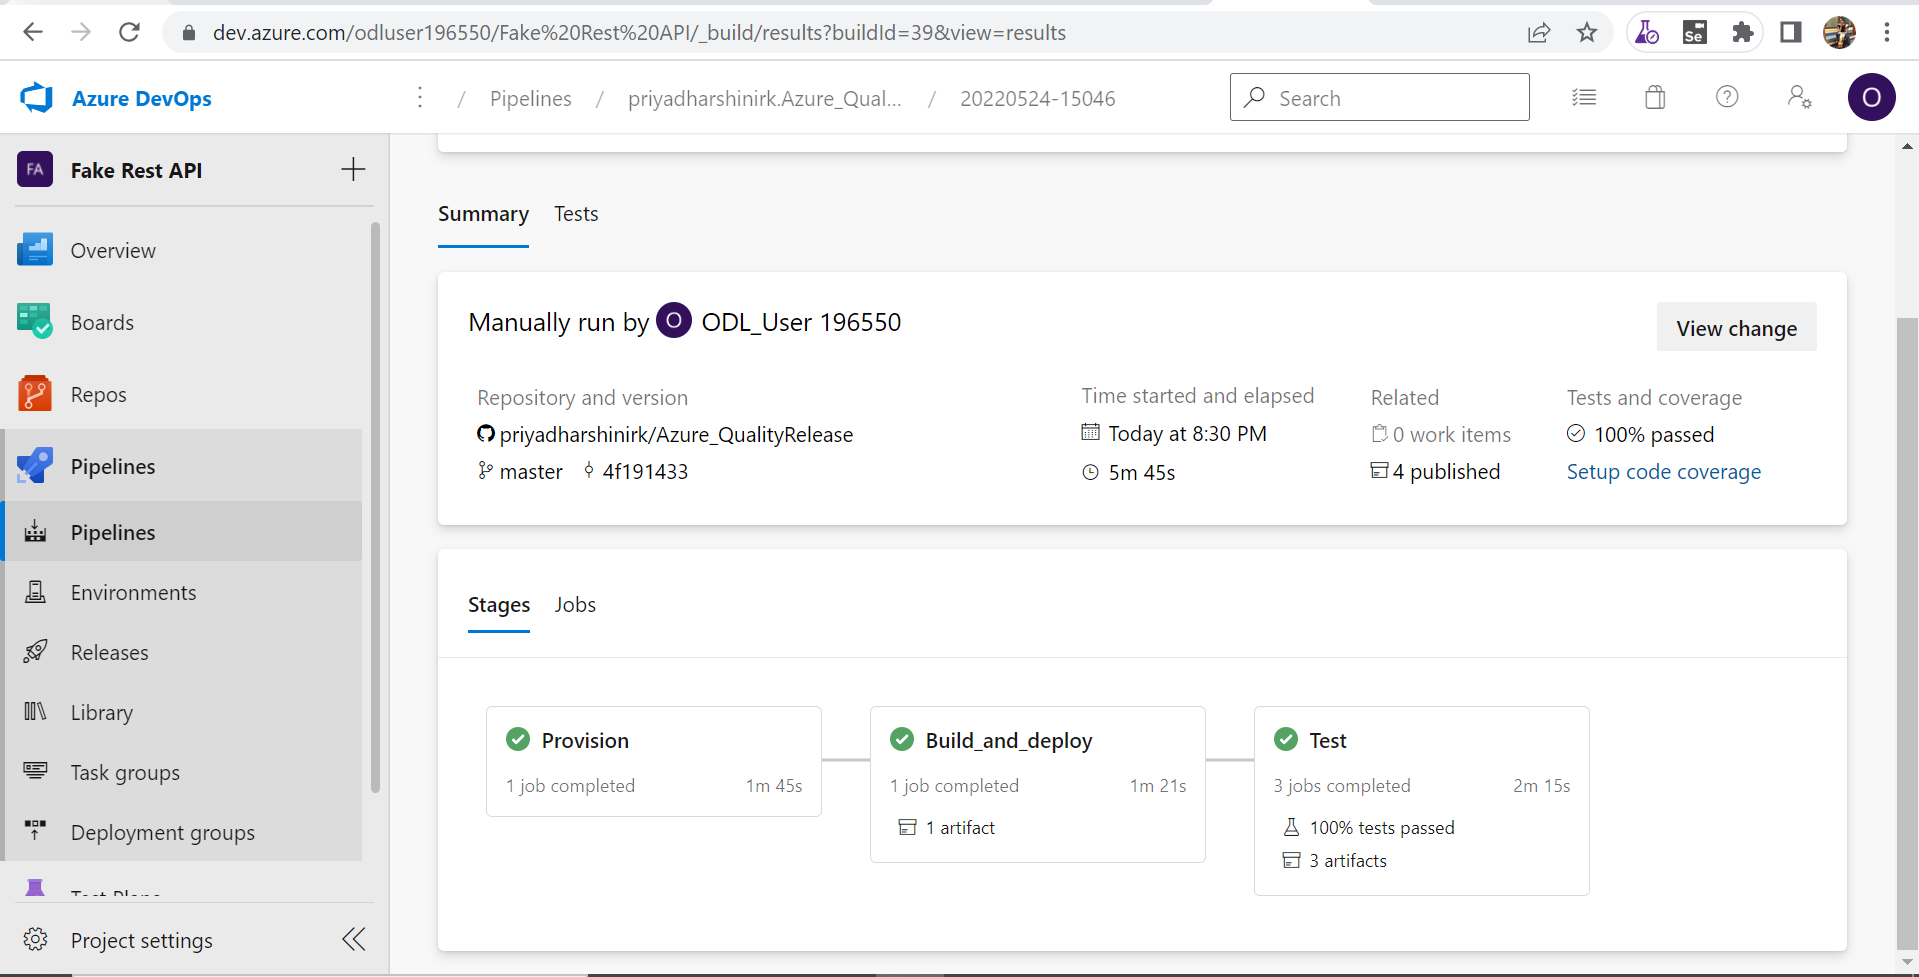 dev.azure.com/odluser196550/Fake%20Rest%20API/_build/results?buildId=39&view=results
Se
Azure DevOps
/ Pipelines / priyadharshinirk.Azure_Qual... / 20220524-15046
Search
O
FA Fake Rest API
Overview
Boards
Repos
Pipelines
Pipelines
Environments
Releases
Library
Task groups
Deployment groups
Test Plans
Project settings
Summary Tests
Manually run by O ODL_User 196550
View change
Repository and version
priyadharshinirk/Azure_QualityRelease
master 4f191433
Time started and elapsed
Today at 8:30 PM
5m 45s
Related
0 work items
4 published
Tests and coverage
100% passed
Setup code coverage
Stages Jobs
Provision
1 job completed 1m 45s
Build_and_deploy
1 job completed 1m 21s
1 artifact
Test
3 jobs completed 2m 15s
100% tests passed
3 artifacts